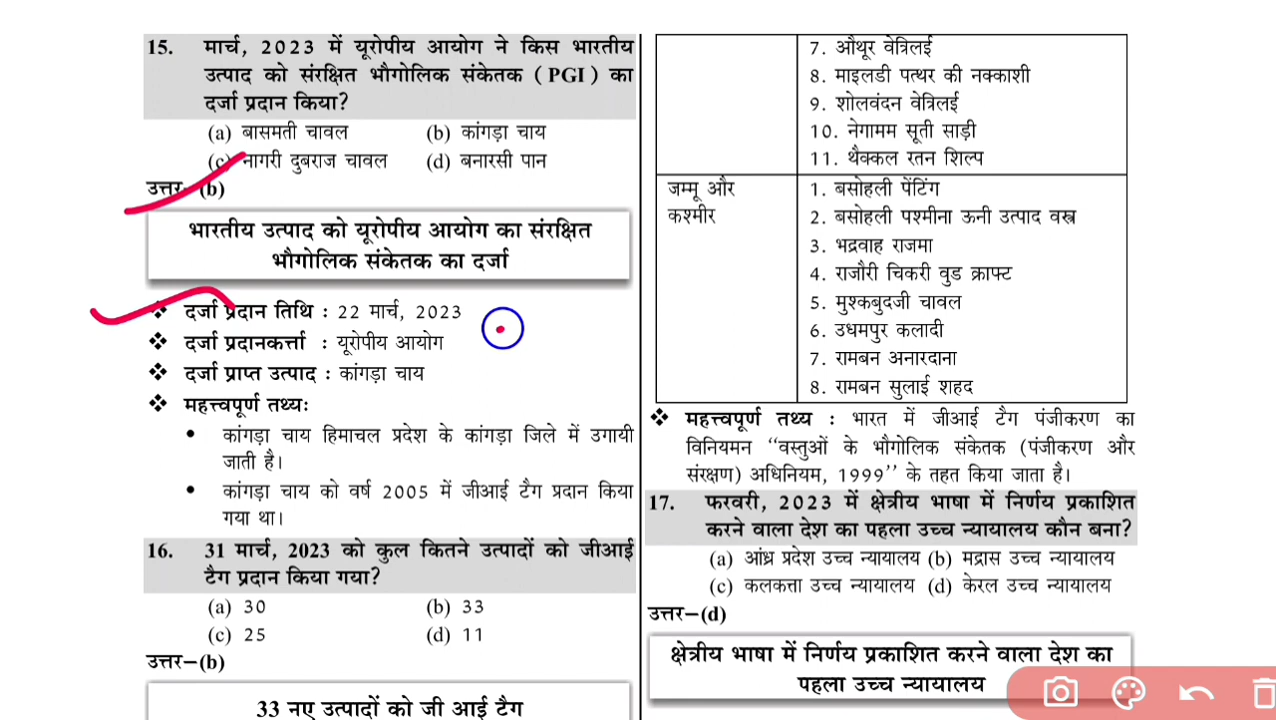 15. मार्च, 2023 में यूरोपीय आयोग ने किस भारतीय
उत्पाद को संरक्षित भौगोलिक संकेतक ( PGI ) का
दर्जा प्रदान किया?
(a) बासमती चावल (b) कांगड़ा चाय
(c) नागरी दुबराज चावल (d) बनारसी पान
उत्तर–(b)
भारतीय उत्पाद को यूरोपीय आयोग का संरक्षित
भौगोलिक संकेतक का दर्जा
❖ दर्जा प्रदान तिथि : 22 मार्च, 2023
❖ दर्जा प्रदानकर्त्ता : यूरोपीय आयोग
❖ दर्जा प्राप्त उत्पाद : कांगड़ा चाय
❖ महत्त्वपूर्ण तथ्यः
• कांगड़ा चाय हिमाचल प्रदेश के कांगड़ा जिले में उगायी
जाती है।
• कांगड़ा चाय को वर्ष 2005 में जीआई टैग प्रदान किया
गया था।
16. 31 मार्च, 2023 को कुल कितने उत्पादों को जीआई
टैग प्रदान किया गया?
(a) 30 (b) 33
(c) 25 (d) 11
उत्तर–(b)
33 नए उत्पादों को जी आई टैग
7. औथूर वेत्रिलई
8. माइलडी पत्थर की नक्काशी
9. शोलवंदन वेत्रिलई
10. नेगामम सूती साड़ी
11. थैक्कल रतन शिल्प
जम्मू और
कश्मीर
1. बसोहली पेंटिंग
2. बसोहली पश्मीना ऊनी उत्पाद वस्त्र
3. भद्रवाह राजमा
4. राजौरी चिकरी वुड क्राफ्ट
5. मुश्कबुदजी चावल
6. उधमपुर कलादी
7. रामबन अनारदाना
8. रामबन सुलाई शहद
❖ महत्त्वपूर्ण तथ्य : भारत में जीआई टैग पंजीकरण का
विनियमन ‘‘वस्तुओं के भौगोलिक संकेतक (पंजीकरण और
संरक्षण) अधिनियम, 1999’’ के तहत किया जाता है।
17. फरवरी, 2023 में क्षेत्रीय भाषा में निर्णय प्रकाशित
करने वाला देश का पहला उच्च न्यायालय कौन बना?
(a) आंध्र प्रदेश उच्च न्यायालय (b) मद्रास उच्च न्यायालय
(c) कलकत्ता उच्च न्यायालय (d) केरल उच्च न्यायालय
उत्तर–(d)
क्षेत्रीय भाषा में निर्णय प्रकाशित करने वाला देश का
पहला उच्च न्यायालय